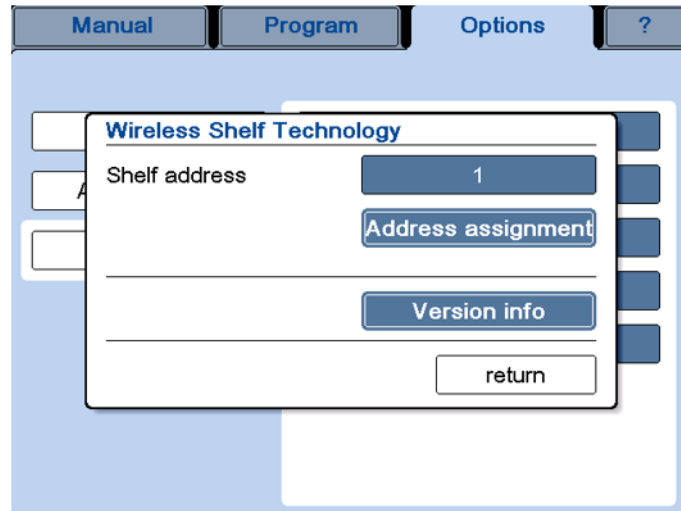 Manual Program Options ?
Wireless Shelf Technology
Shelf address 1
Address assignment
Version info
return